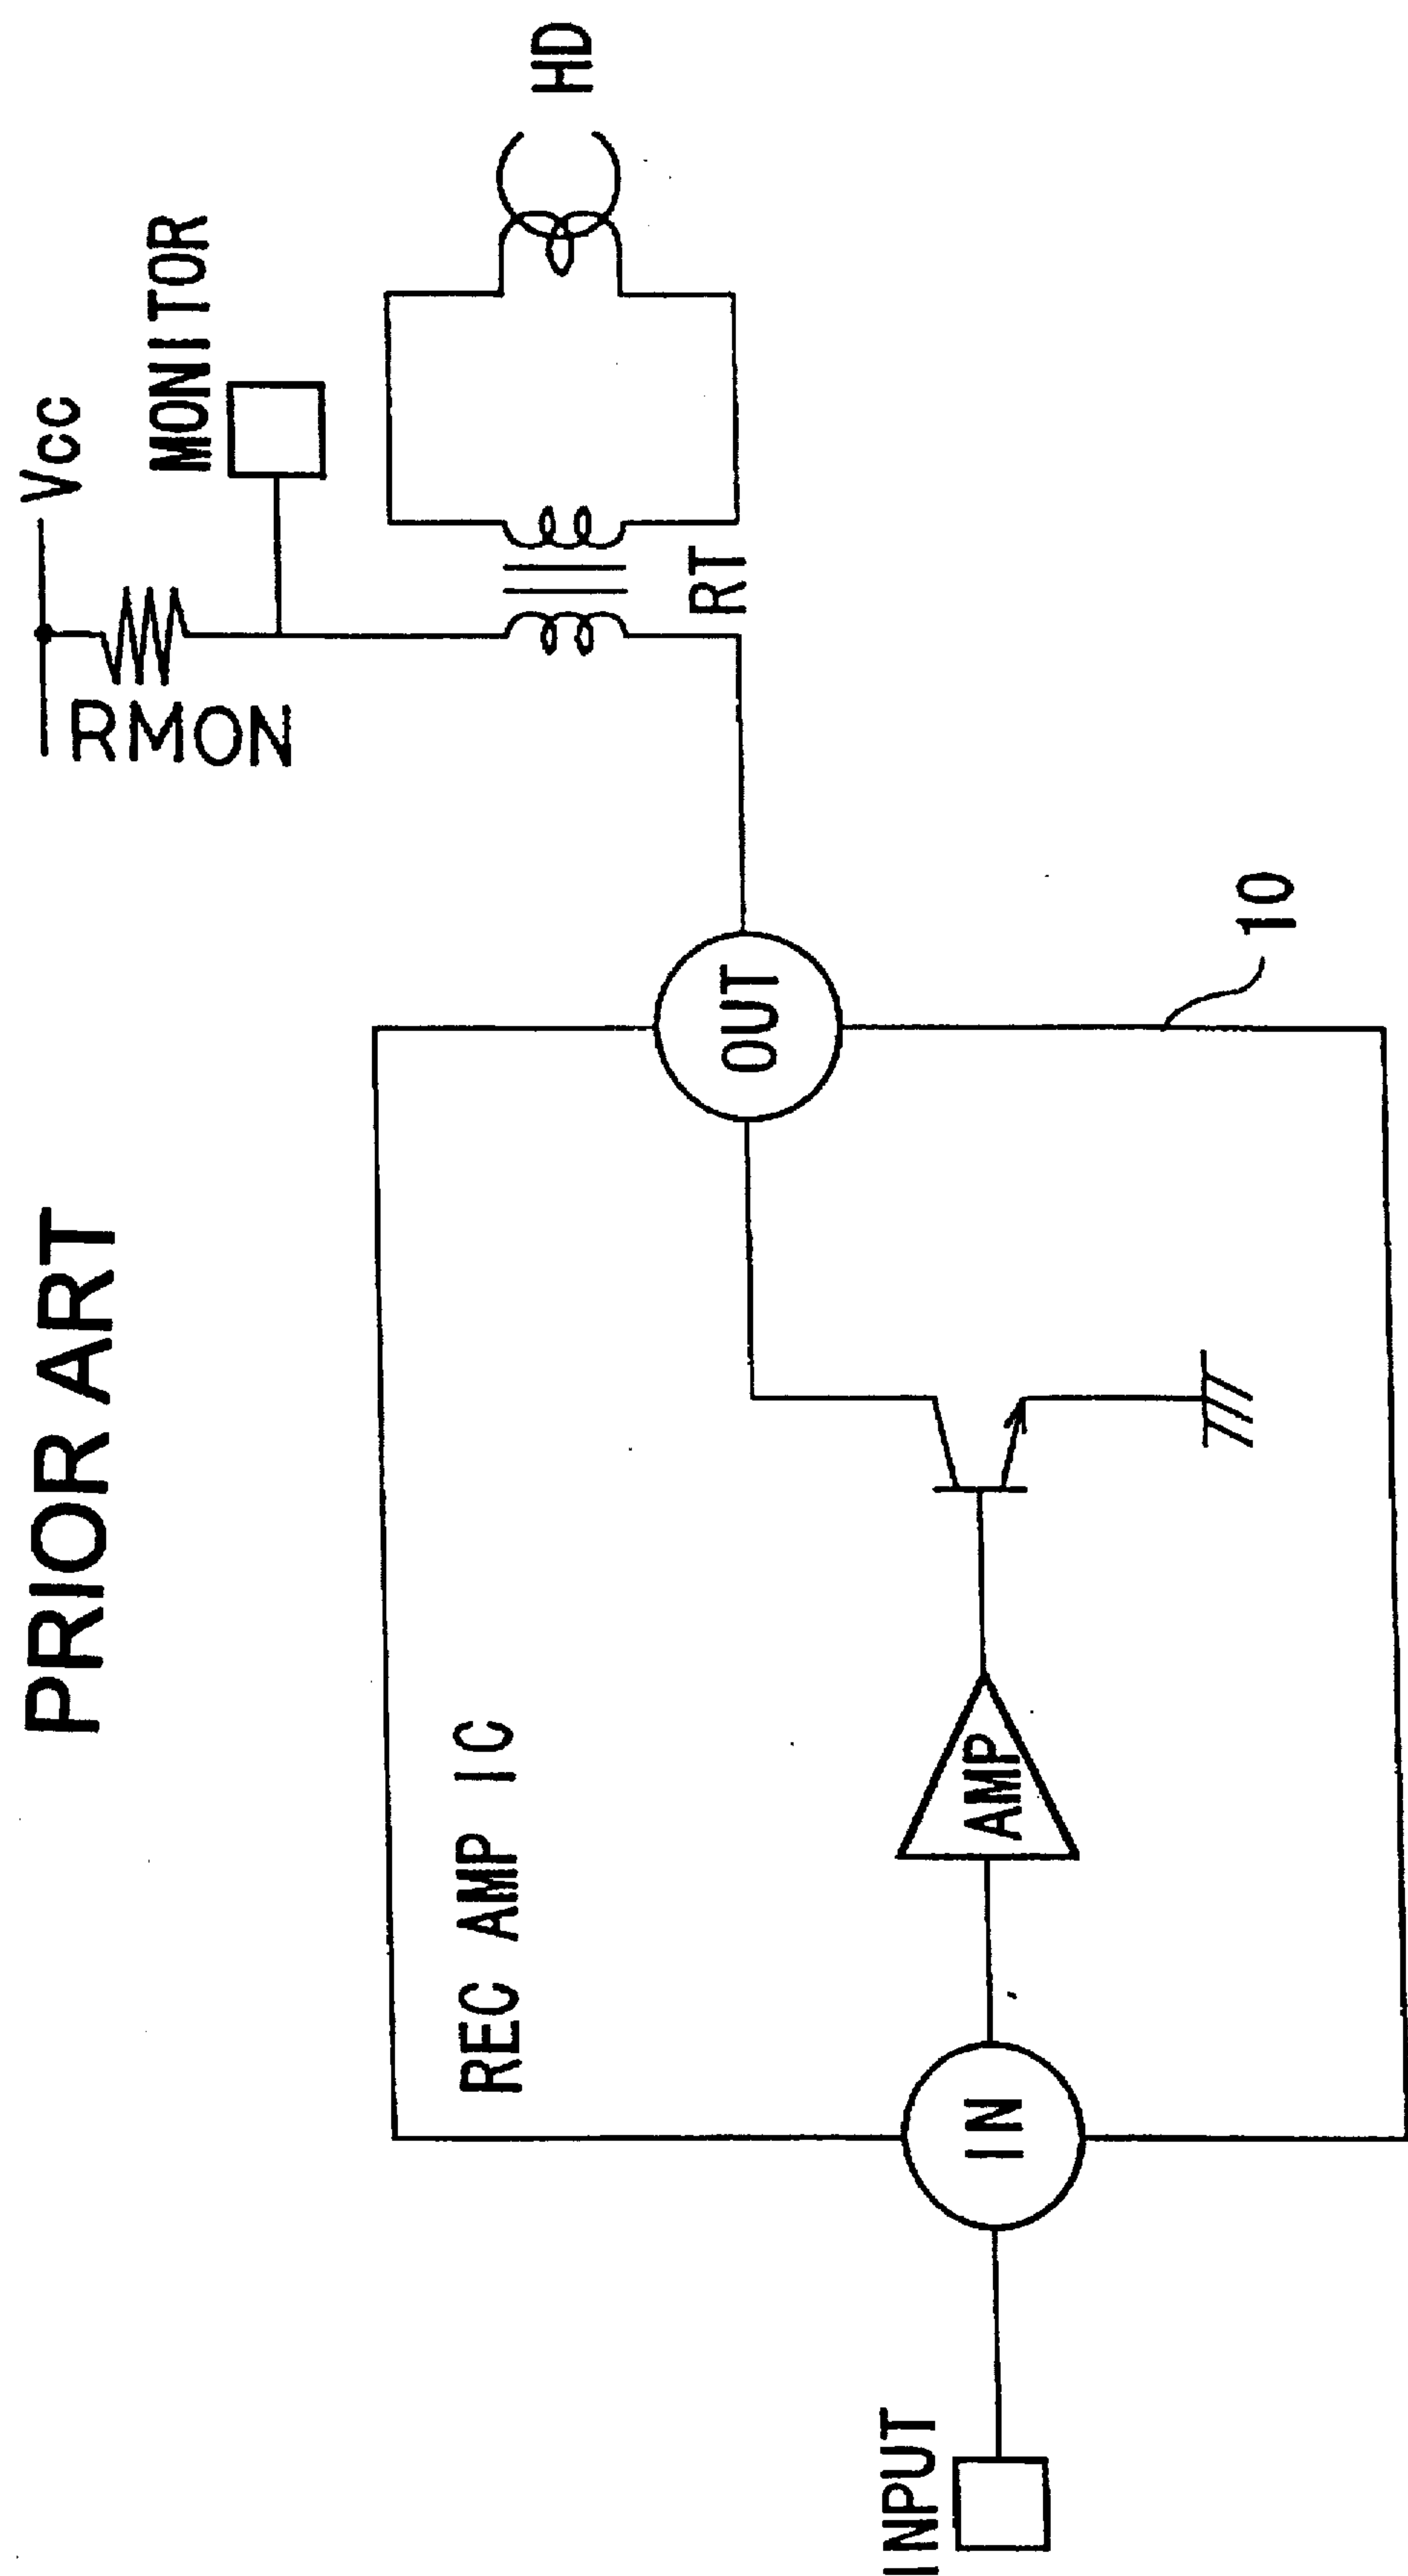 PRIOR ART
Vcc
RMON
MONITOR
HD
RT
REC AMP IC
OUT
AMP
IN
INPUT
10